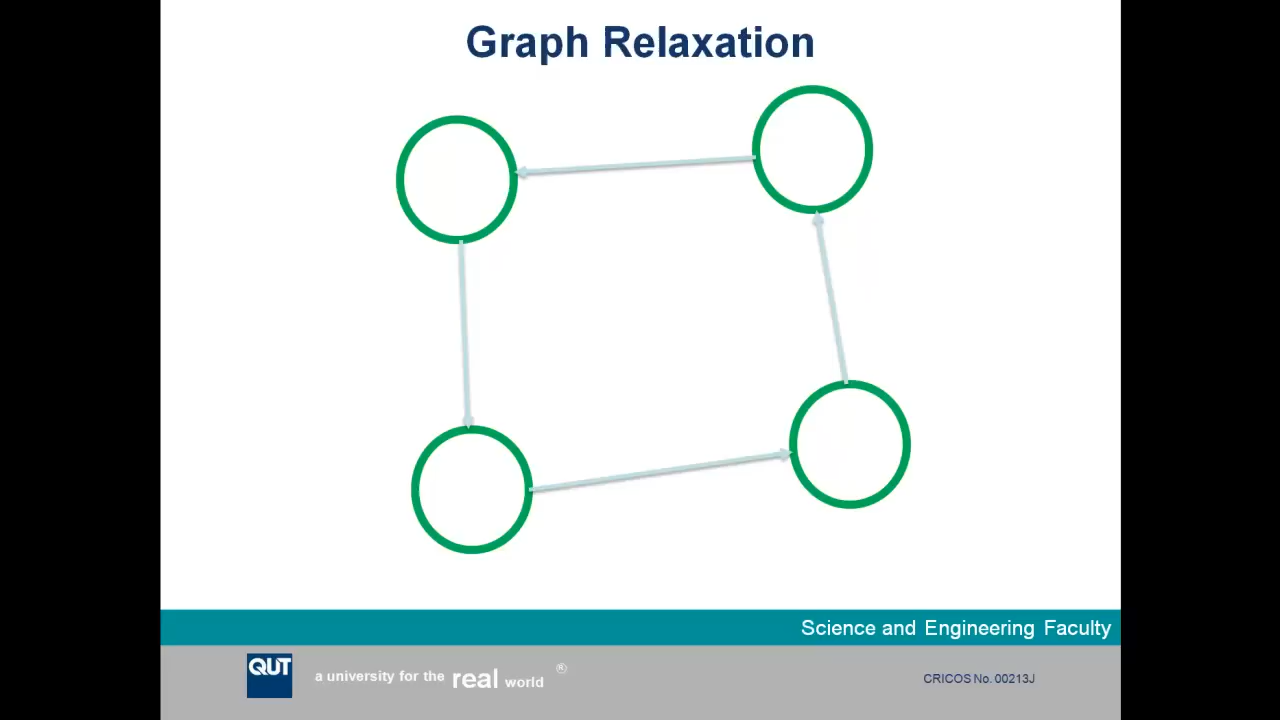 Graph Relaxation
Science and Engineering Faculty
QUT
a university for the real world ®
CRICOS No. 00213J